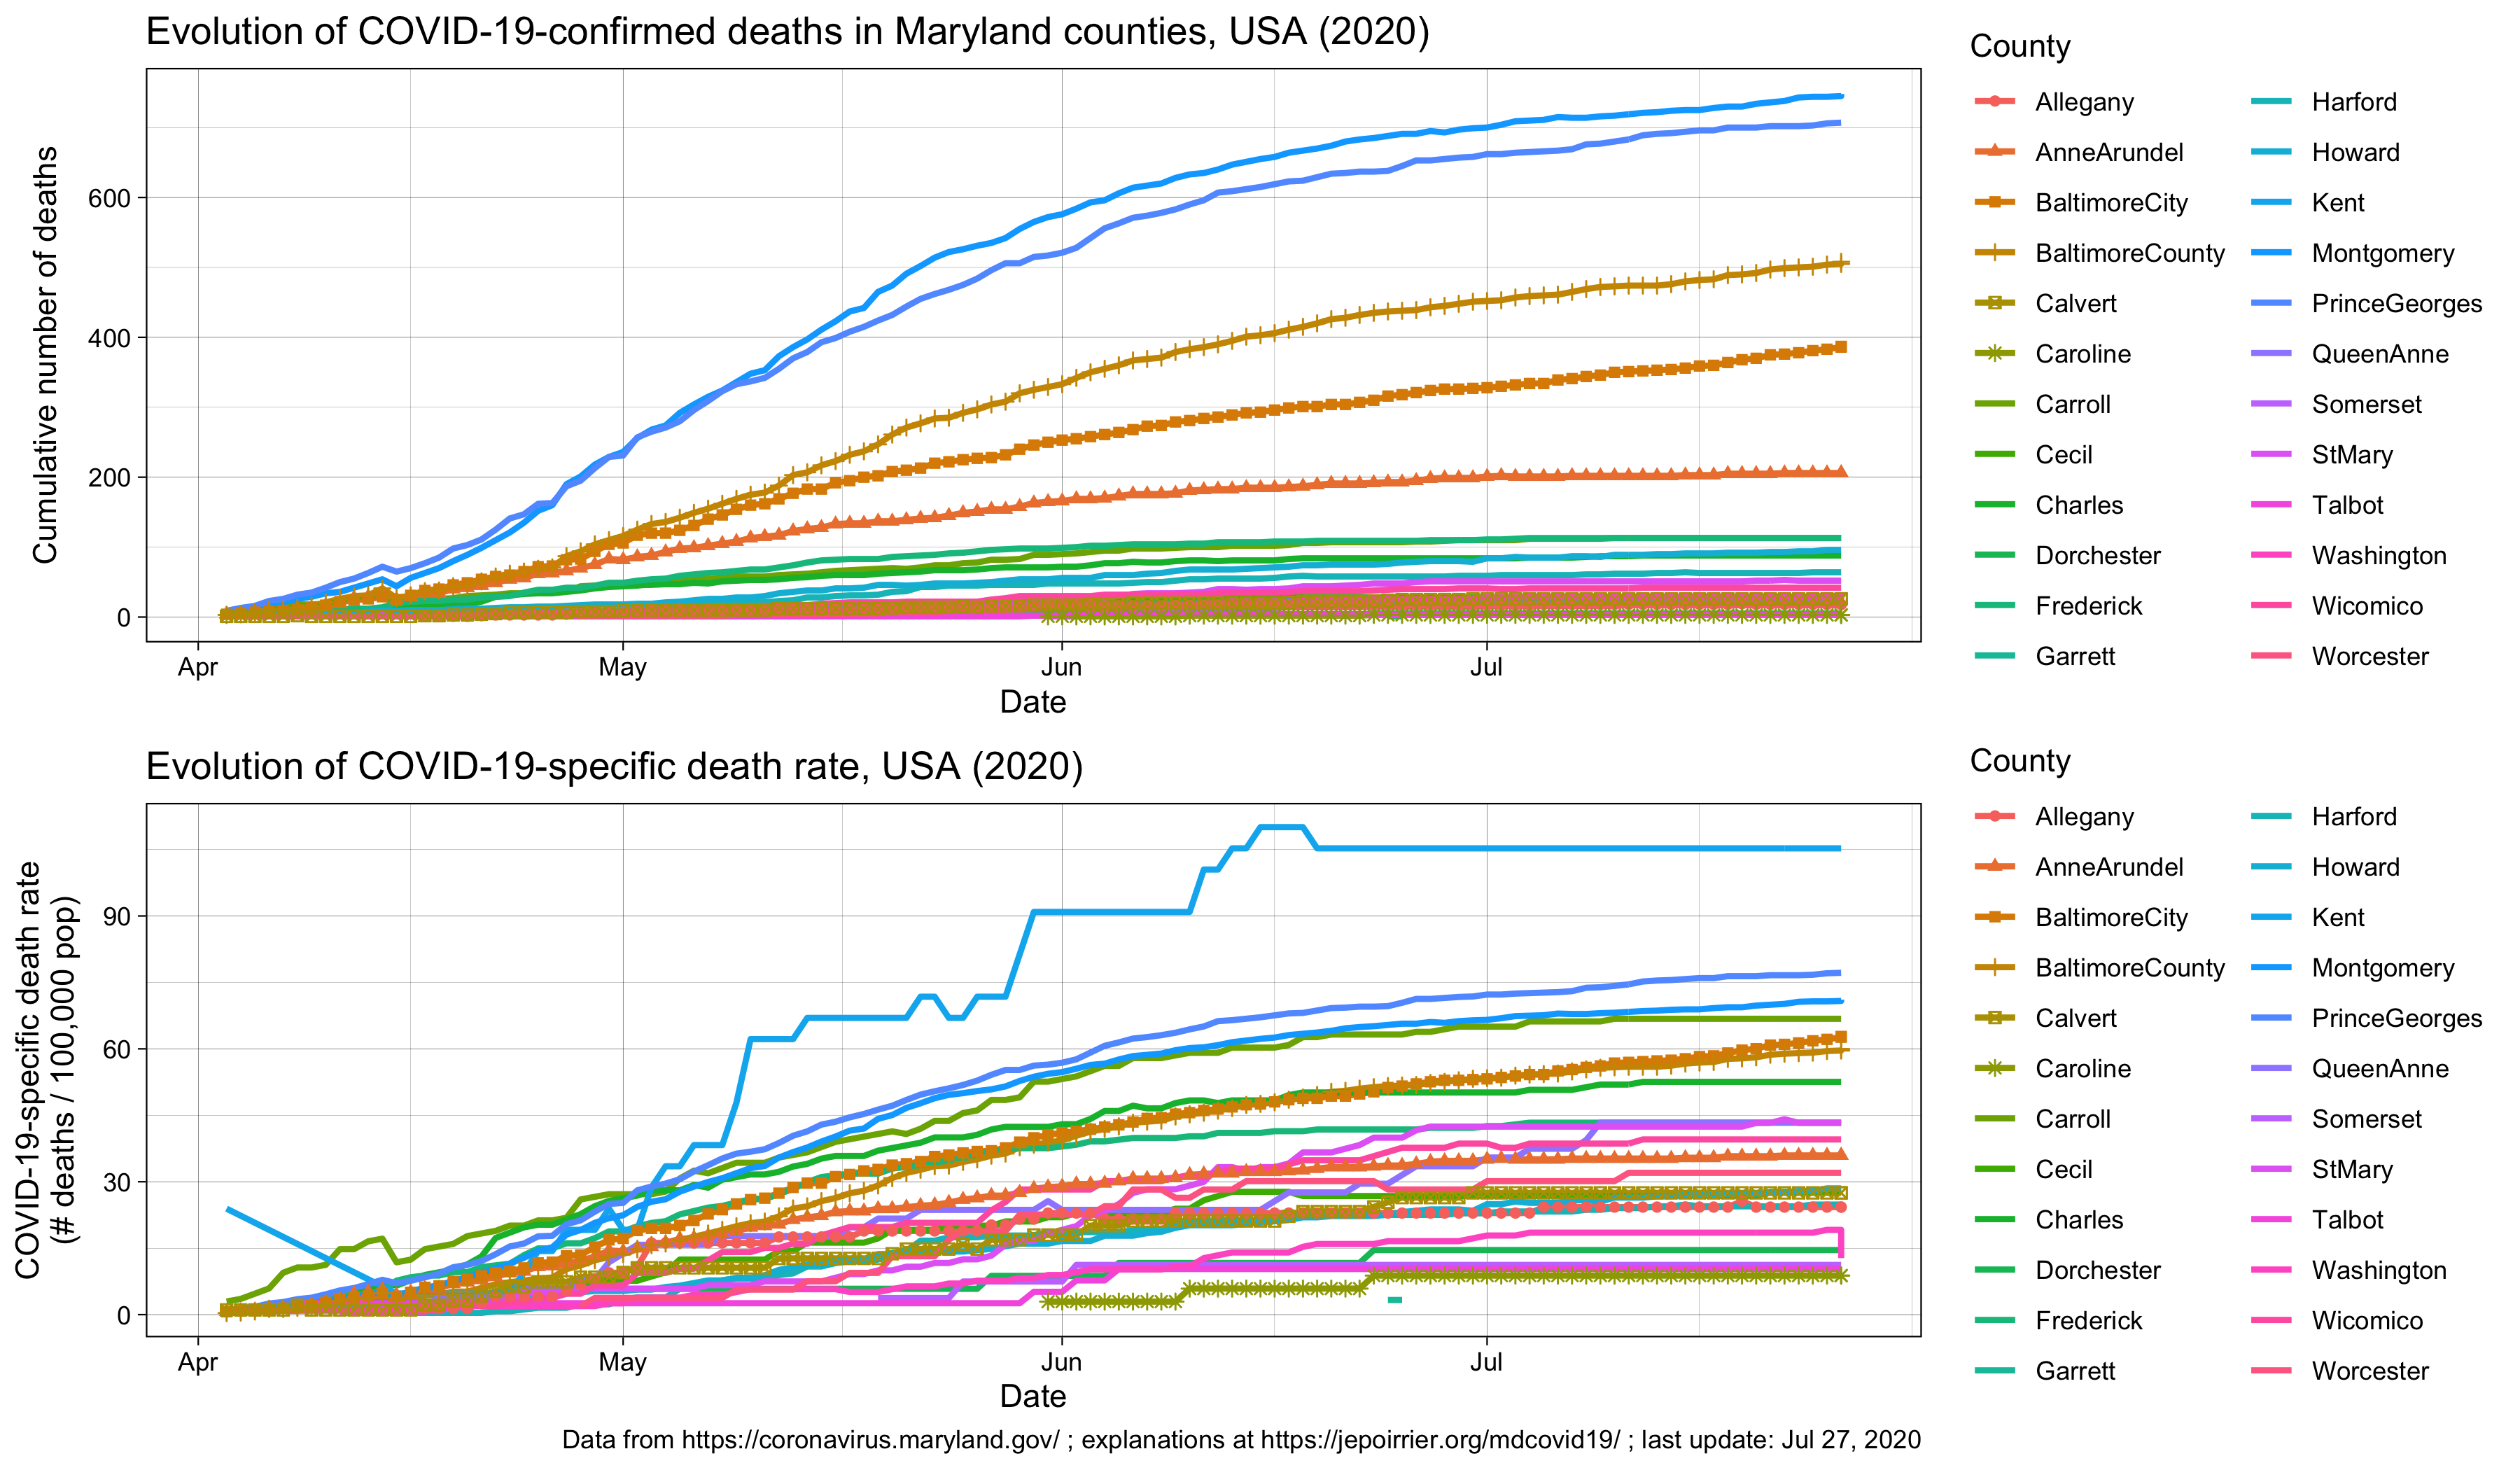 Evolution of COVID-19-confirmed deaths in Maryland counties, USA (2020)
Cumulative number of deaths
600
400
200
0
Apr
May
Jun
Jul
Date
County
Allegany
AnneArundel
BaltimoreCity
BaltimoreCounty
Calvert
Caroline
Carroll
Cecil
Charles
Dorchester
Frederick
Garrett
Harford
Howard
Kent
Montgomery
PrinceGeorges
QueenAnne
Somerset
StMary
Talbot
Washington
Wicomico
Worcester
Evolution of COVID-19-specific death rate, USA (2020)
COVID-19-specific death rate
(# deaths / 100,000 pop)
90
60
30
0
Apr
May
Jun
Jul
Date
County
Allegany
AnneArundel
BaltimoreCity
BaltimoreCounty
Calvert
Caroline
Carroll
Cecil
Charles
Dorchester
Frederick
Garrett
Harford
Howard
Kent
Montgomery
PrinceGeorges
QueenAnne
Somerset
StMary
Talbot
Washington
Wicomico
Worcester
Data from https://coronavirus.maryland.gov/ ; explanations at https://jepoirrier.org/mdcovid19/ ; last update: Jul 27, 2020